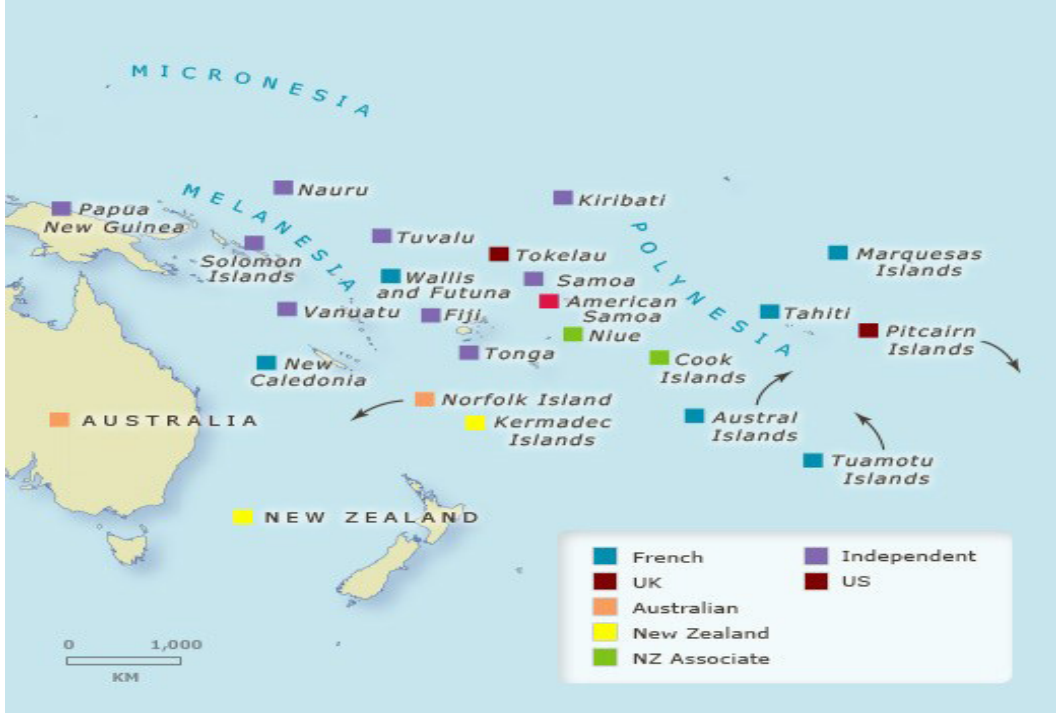 MICRONESIA
MELANESIA
POLYNESIA
Nauru
Kiribati
Papua
New Guinea
Solomon
Islands
Tuvalu
Tokelau
Marquesas
Islands
Wallis
and Futuna
Samoa
American
Samoa
Vanuatu
Fiji
Tahiti
Niue
Pitcairn
Islands
Tonga
New
Caledonia
Cook
Islands
Norfolk Island
AUSTRALIA
Kermadec
Islands
Austral
Islands
Tuamotu
Islands
NEW ZEALAND
French
UK
Australian
New Zealand
NZ Associate
Independent
US
0 1,000
KM